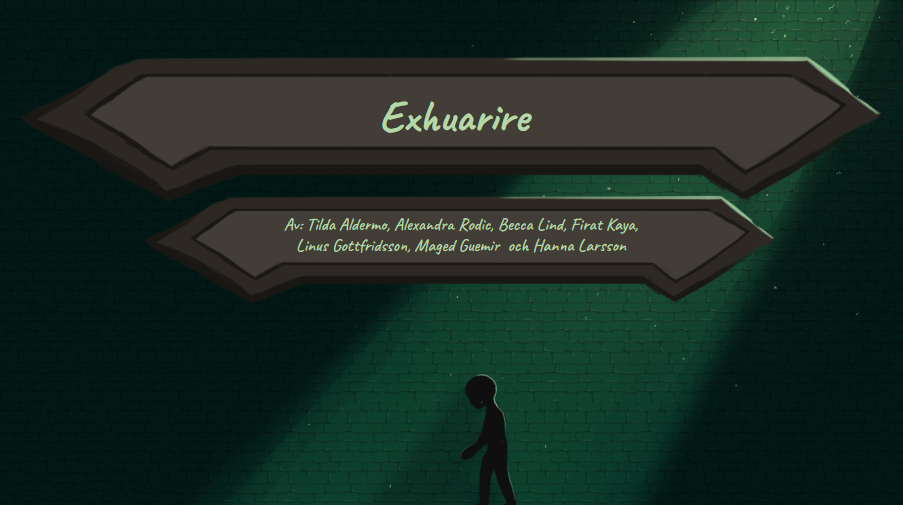 Exhuarire
Av: Tilda Aldermo, Alexandra Rodic, Becca Lind, Firat Kaya,
Linus Gottfridsson, Maged Guemir och Hanna Larsson